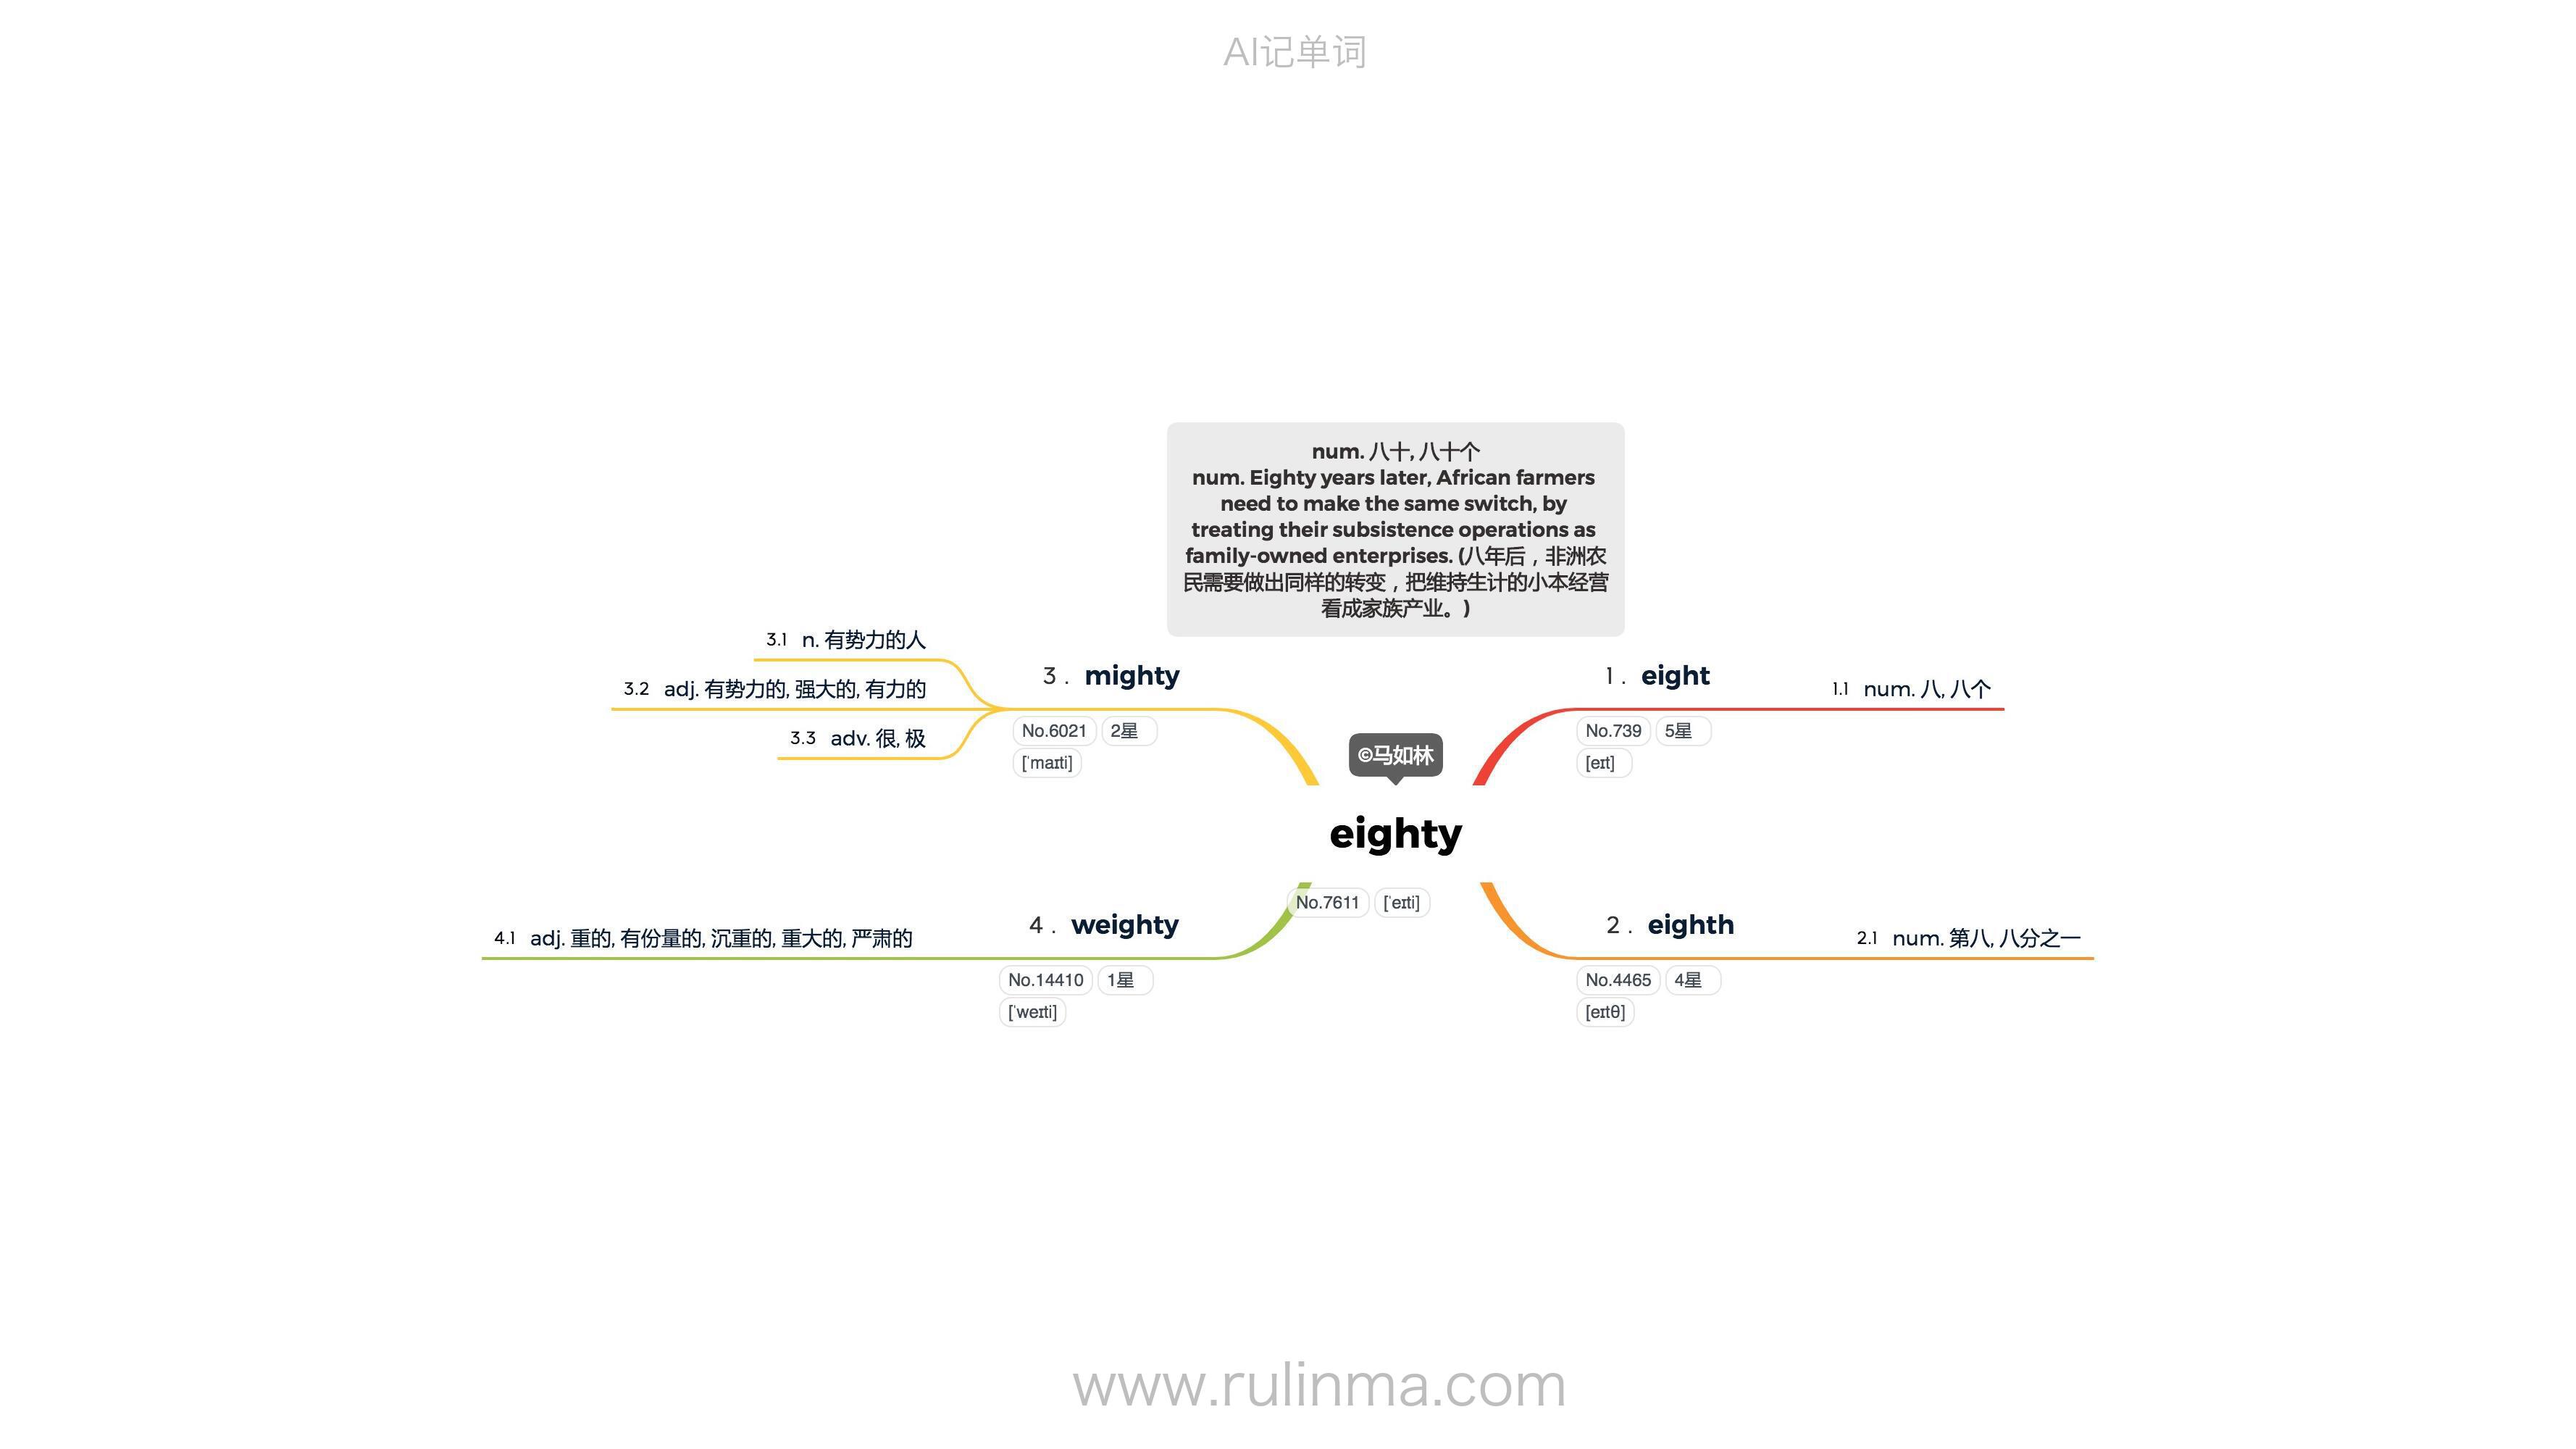 AI记单词
num. 八十, 八十个
num. Eighty years later, African farmers
need to make the same switch, by
treating their subsistence operations as
family-owned enterprises. (八年后，非洲农
民需要做出同样的转变，把维持生计的小本经营
看成家族产业。)
3.1 n. 有势力的人
3.2 adj. 有势力的, 强大的, 有力的
3.3 adv. 很, 极
3 . mighty
No.6021 2星
[ˈmaɪti]
1 . eight
No.739 5星
[eɪt]
1.1 num. 八, 八个
©马如林
eighty
No.7611 [ˈeɪti]
4.1 adj. 重的, 有份量的, 沉重的, 重大的, 严肃的
4 . weighty
No.14410 1星
[ˈweɪti]
2 . eighth
No.4465 4星
[eɪtθ]
2.1 num. 第八, 八分之一
www.rulinma.com